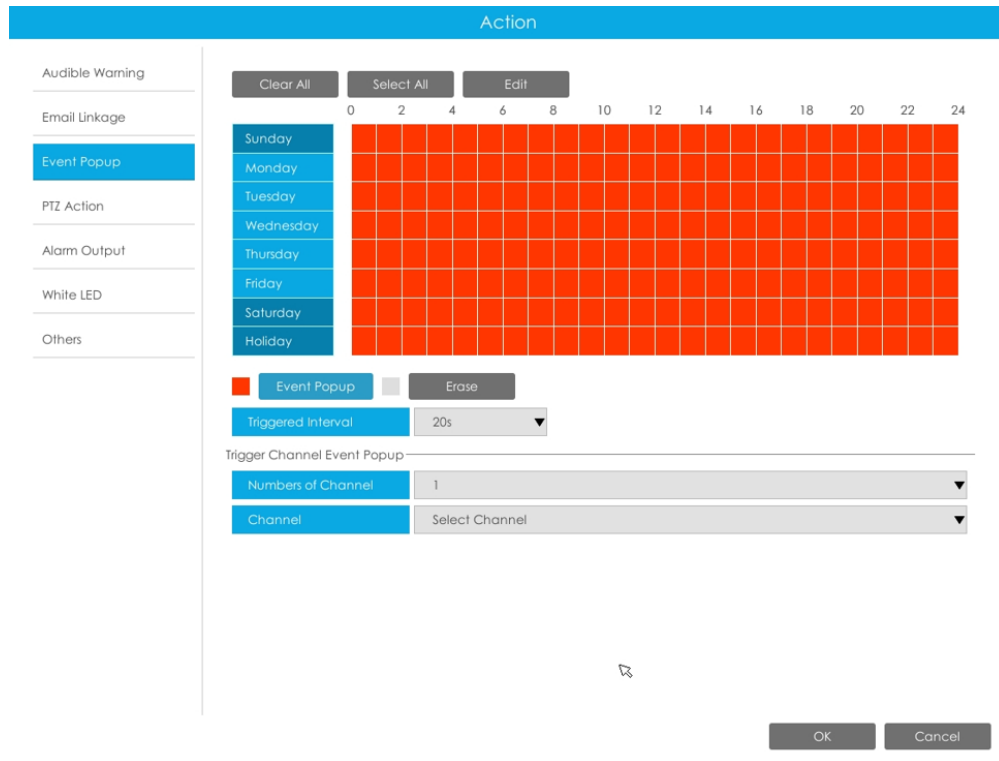 Action
Audible Warning
Email Linkage
Event Popup
PTZ Action
Alarm Output
White LED
Others
Clear All Select All Edit
0 2 4 6 8 10 12 14 16 18 20 22 24
Sunday
Monday
Tuesday
Wednesday
Thursday
Friday
Saturday
Holiday
Event Popup Erase
Triggered Interval 20s
Trigger Channel Event Popup
Numbers of Channel 1
Channel Select Channel
OK Cancel